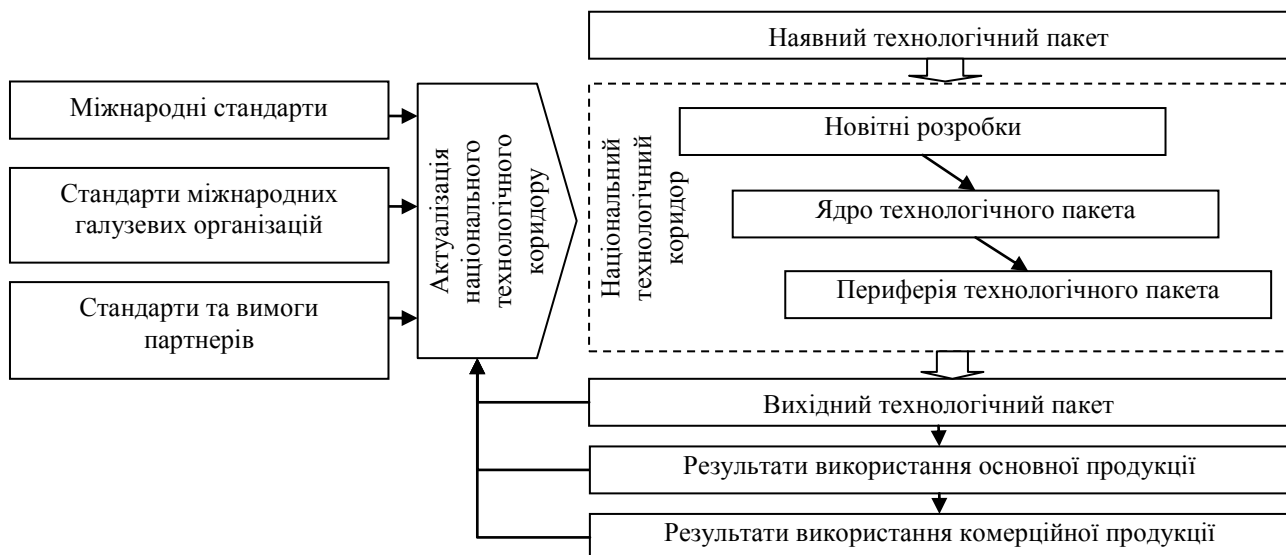 Наявний технологічний пакет
Міжнародні стандарти
Стандарти міжнародних
галузевих організацій
Стандарти та вимоги
партнерів
Актуалізація
національного
технологічного
коридору
Національний
технологічний
коридор
Новітні розробки
Ядро технологічного пакета
Периферія технологічного пакета
Вихідний технологічний пакет
Результати використання основної продукції
Результати використання комерційної продукції